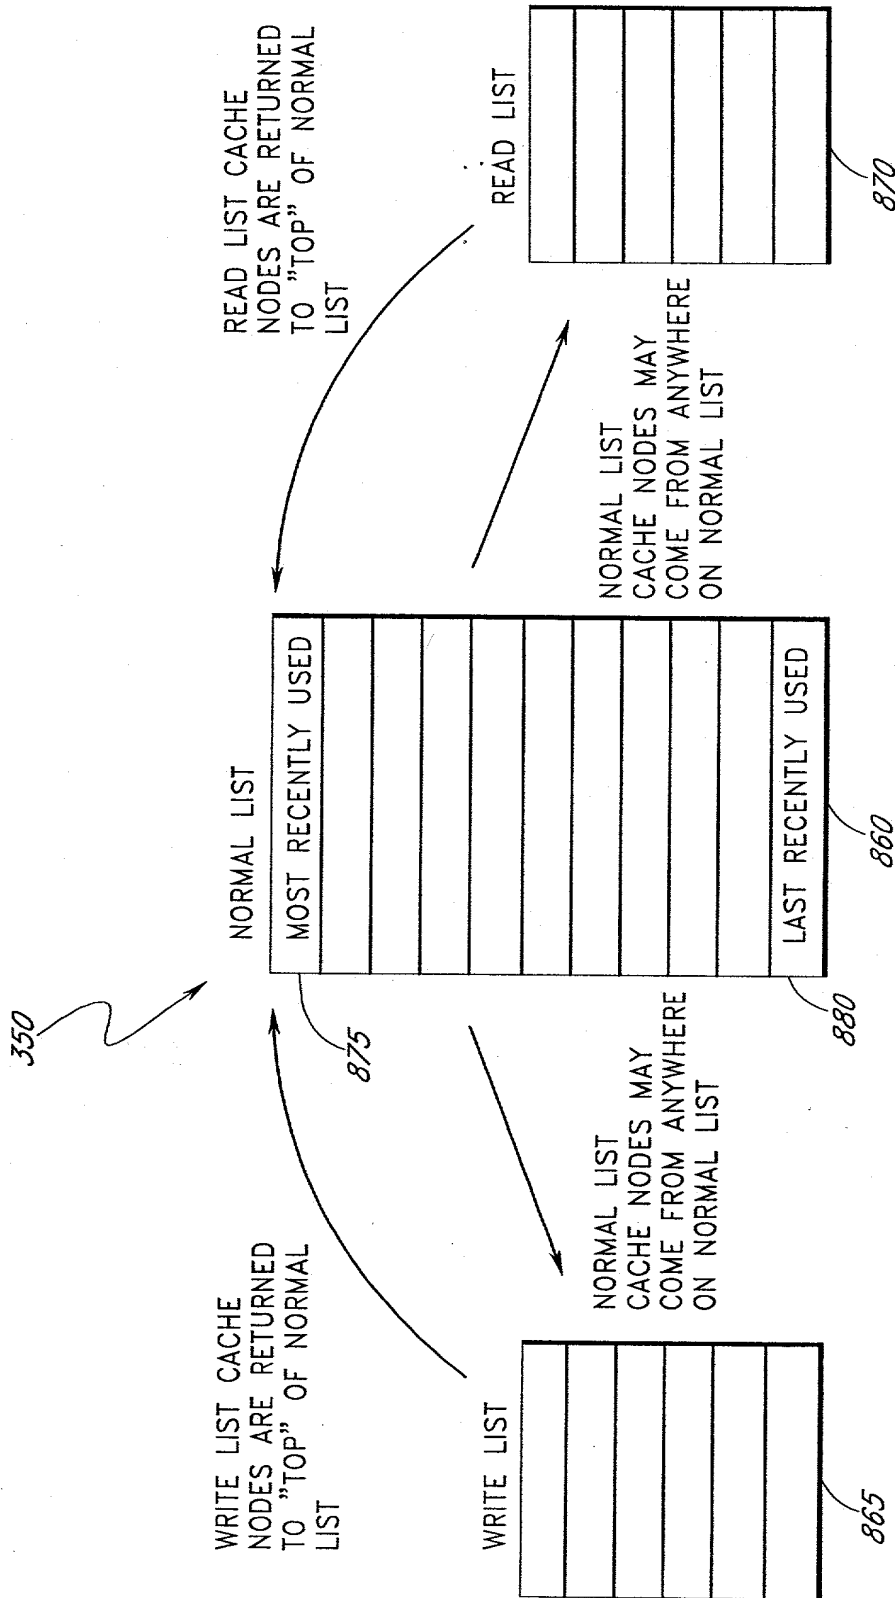 350
WRITE LIST CACHE
NODES ARE RETURNED
TO "TOP" OF NORMAL
LIST
NORMAL LIST
READ LIST CACHE
NODES ARE RETURNED
TO "TOP" OF NORMAL
LIST
MOST RECENTLY USED
875
WRITE LIST
READ LIST
NORMAL LIST
CACHE NODES MAY
COME FROM ANYWHERE
ON NORMAL LIST
NORMAL LIST
CACHE NODES MAY
COME FROM ANYWHERE
ON NORMAL LIST
LAST RECENTLY USED
880
865
860
870